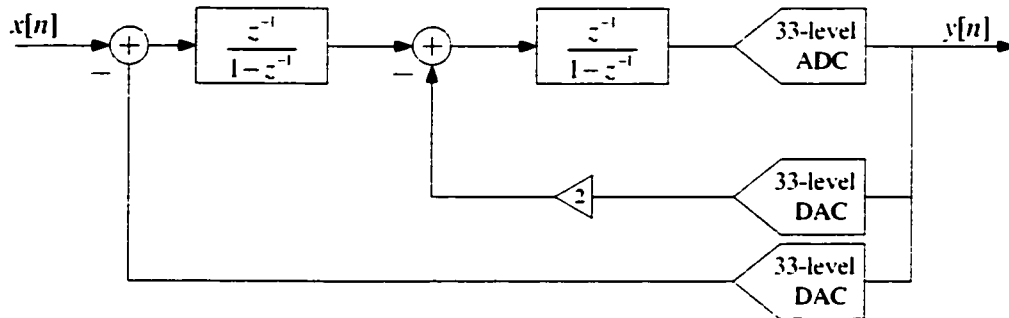 x[n]
+
−
z⁻¹
1 − z⁻¹
+
−
z⁻¹
1 − z⁻¹
33-level
ADC
y[n]
2
33-level
DAC
33-level
DAC